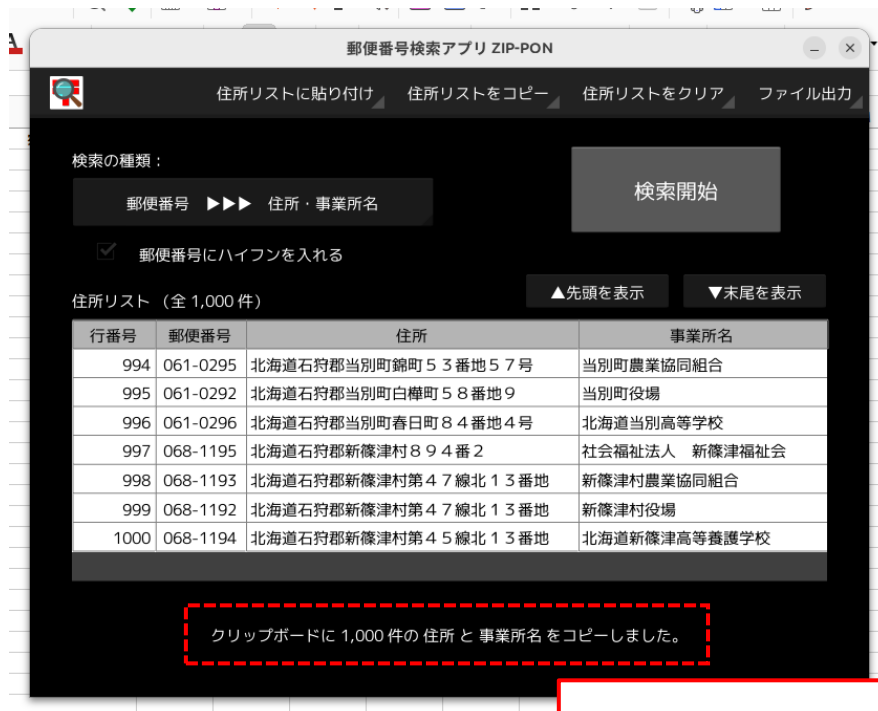 郵便番号検索アプリ ZIP-PON
住所リストに貼り付け 住所リストをコピー 住所リストをクリア ファイル出力
検索の種類：
郵便番号 ▶▶▶ 住所・事業所名
検索開始
郵便番号にハイフンを入れる
住所リスト （全 1,000 件）
▲先頭を表示 ▼末尾を表示
行番号 郵便番号 住所 事業所名
994 061-0295 北海道石狩郡当別町錦町５３番地５７号 当別町農業協同組合
995 061-0292 北海道石狩郡当別町白樺町５８番地９ 当別町役場
996 061-0296 北海道石狩郡当別町春日町８４番地４号 北海道当別高等学校
997 068-1195 北海道石狩郡新篠津村８９４番２ 社会福祉法人　新篠津福祉会
998 068-1193 北海道石狩郡新篠津村第４７線北１３番地 新篠津村農業協同組合
999 068-1192 北海道石狩郡新篠津村第４７線北１３番地 新篠津村役場
1000 068-1194 北海道石狩郡新篠津村第４５線北１３番地 北海道新篠津高等養護学校
クリップボードに 1,000 件の 住所 と 事業所名 をコピーしました。